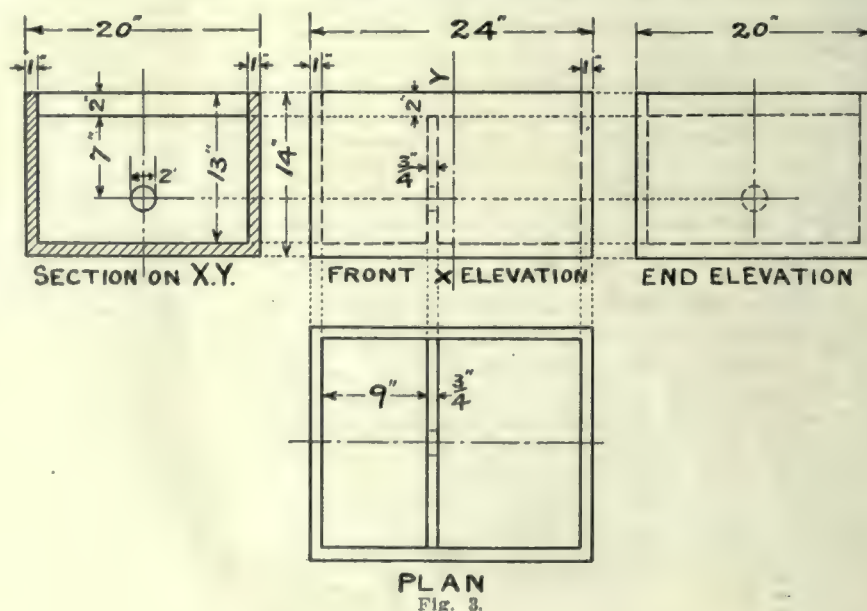 20" 24" 20"
1" 1" 1" Y 1"
2' 2'
7" 2' 13" 14" 3/4"
SECTION ON X.Y. FRONT X ELEVATION END ELEVATION
9" 3/4"
PLAN
Fig. 3.